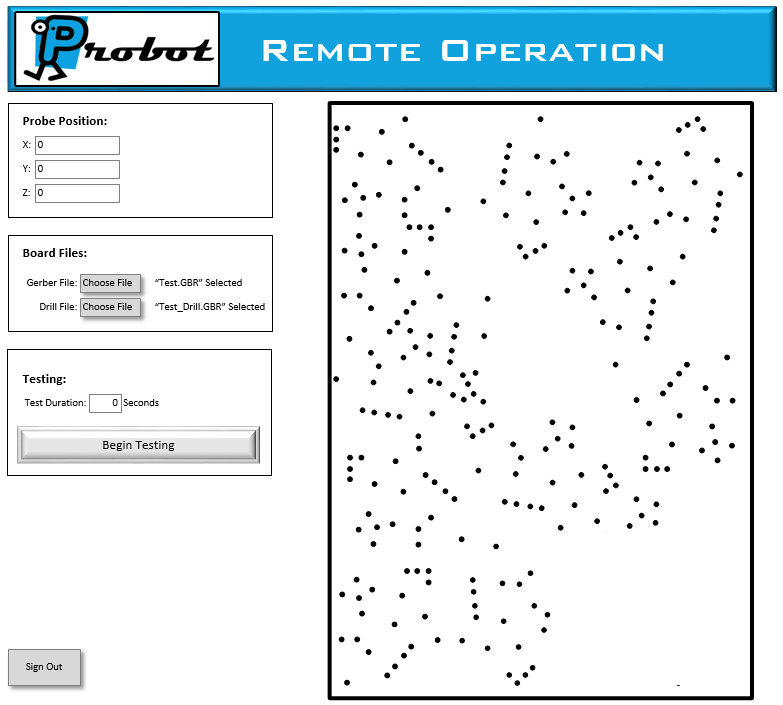 Probot
REMOTE OPERATION
Probe Position:
X: 0
Y: 0
Z: 0
Board Files:
Gerber File: Choose File “Test.GBR” Selected
Drill File: Choose File “Test_Drill.GBR” Selected
Testing:
Test Duration: 0 Seconds
Begin Testing
Sign Out